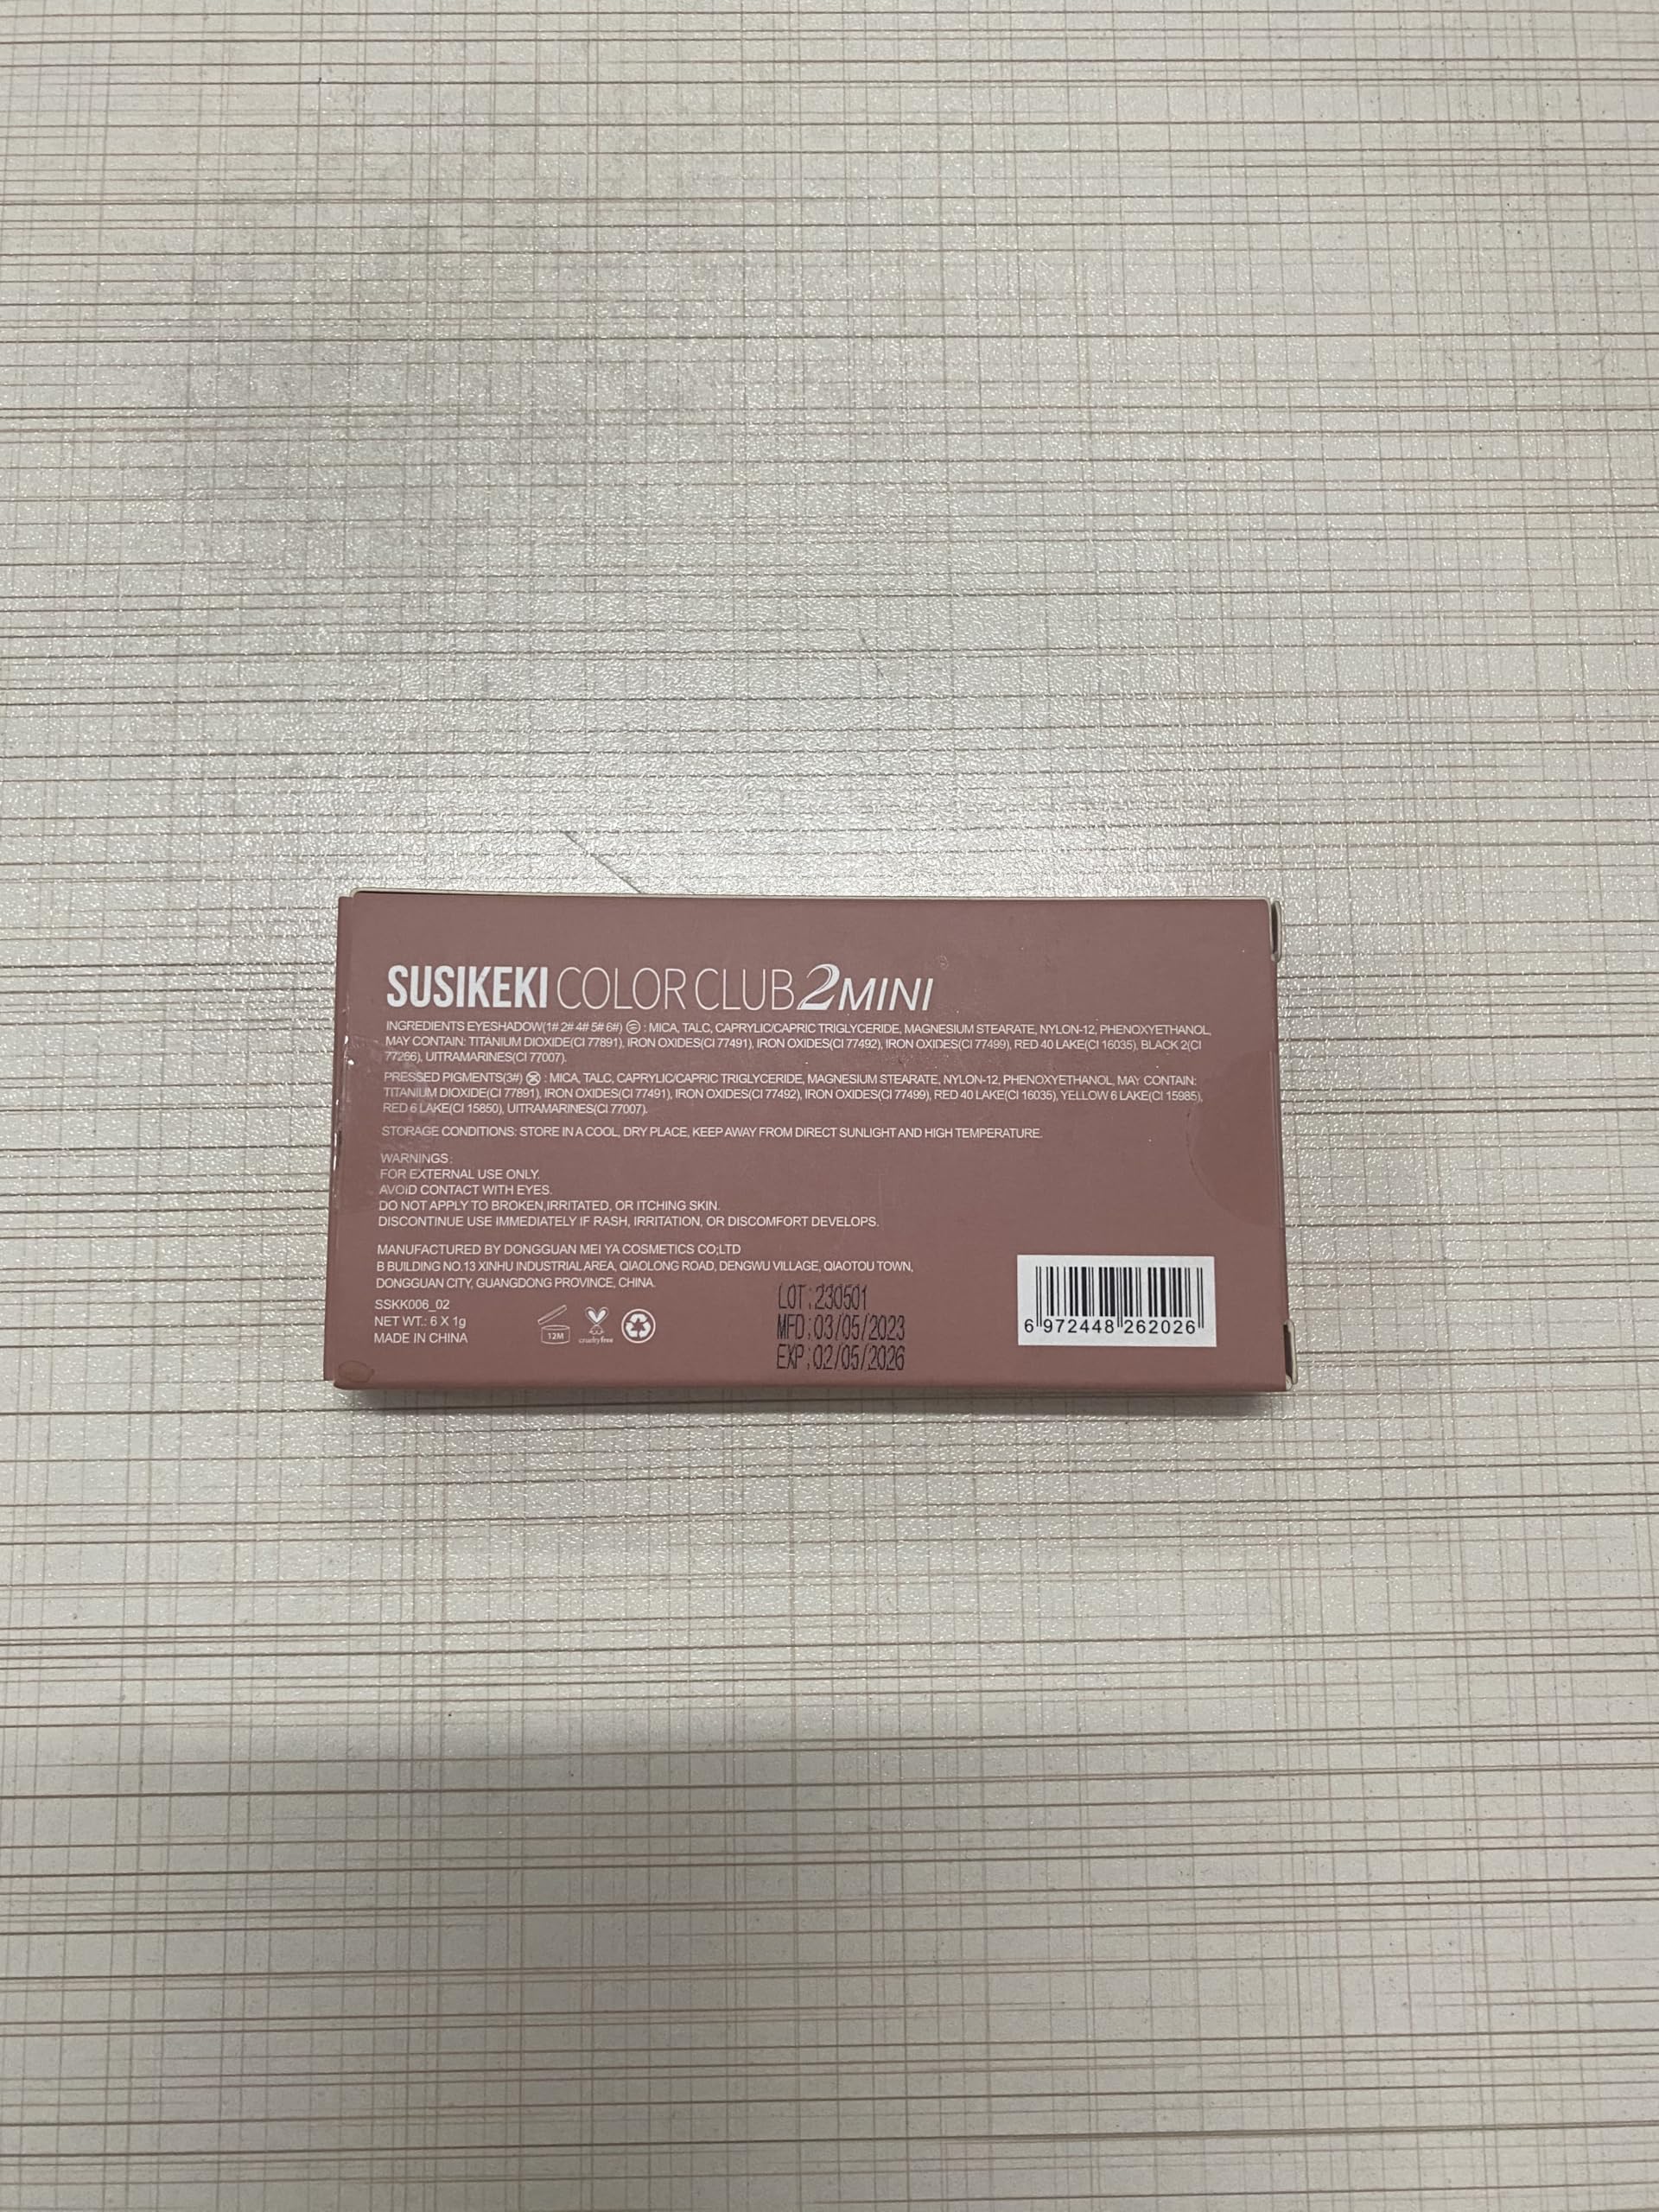 SUSIKEKI COLOR CLUB 2 MINI
INGREDIENTS EYESHADOW(1# 2# 4# 5# 6#) : MICA, TALC, CAPRYLIC/CAPRIC TRIGLYCERIDE, MAGNESIUM STEARATE, NYLON-12, PHENOXYETHANOL,
MAY CONTAIN: TITANIUM DIOXIDE(CI 77891), IRON OXIDES(CI 77491), IRON OXIDES(CI 77492), IRON OXIDES(CI 77499), RED 40 LAKE(CI 16035), BLACK 2(CI
77266), UITRAMARINES(CI 77007).
PRESSED PIGMENTS(3#) : MICA, TALC, CAPRYLIC/CAPRIC TRIGLYCERIDE, MAGNESIUM STEARATE, NYLON-12, PHENOXYETHANOL, MAY CONTAIN:
TITANIUM DIOXIDE(CI 77891), IRON OXIDES(CI 77491), IRON OXIDES(CI 77492), IRON OXIDES(CI 77499), RED 40 LAKE(CI 16035), YELLOW 6 LAKE(CI 15985),
RED 6 LAKE(CI 15850), UITRAMARINES(CI 77007).
STORAGE CONDITIONS: STORE IN A COOL, DRY PLACE, KEEP AWAY FROM DIRECT SUNLIGHT AND HIGH TEMPERATURE.
WARNINGS:
FOR EXTERNAL USE ONLY.
AVOID CONTACT WITH EYES.
DO NOT APPLY TO BROKEN,IRRITATED, OR ITCHING SKIN.
DISCONTINUE USE IMMEDIATELY IF RASH, IRRITATION, OR DISCOMFORT DEVELOPS.
MANUFACTURED BY DONGGUAN MEI YA COSMETICS CO;LTD
B BUILDING NO.13 XINHU INDUSTRIAL AREA, QIAOLONG ROAD, DENGWU VILLAGE, QIAOTOU TOWN,
DONGGUAN CITY, GUANGDONG PROVINCE, CHINA.
SSKK006_02
NET WT.: 6 X 1g
MADE IN CHINA
12M
crueltyfree
LOT:230501
MFD:03/05/2023
EXP:02/05/2026
6 972448 262026